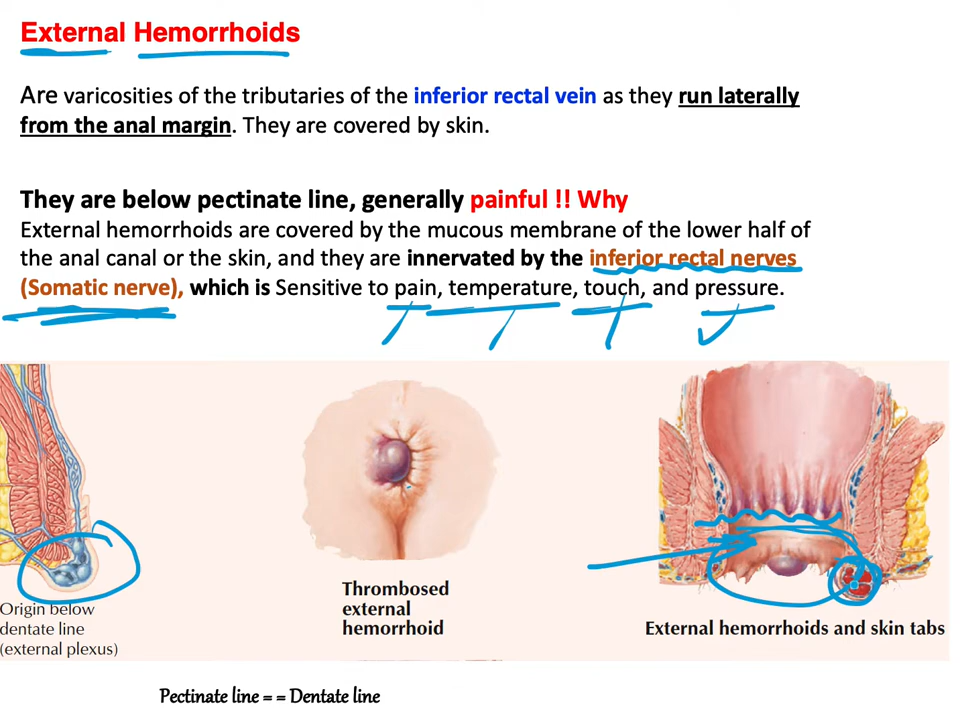 External Hemorrhoids
Are varicosities of the tributaries of the inferior rectal vein as they run laterally
from the anal margin. They are covered by skin.
They are below pectinate line, generally painful !! Why
External hemorrhoids are covered by the mucous membrane of the lower half of
the anal canal or the skin, and they are innervated by the inferior rectal nerves
(Somatic nerve), which is Sensitive to pain, temperature, touch, and pressure.
Origin below
dentate line
(external plexus)
Thrombosed
external
hemorrhoid
External hemorrhoids and skin tabs
Pectinate line = = Dentate line